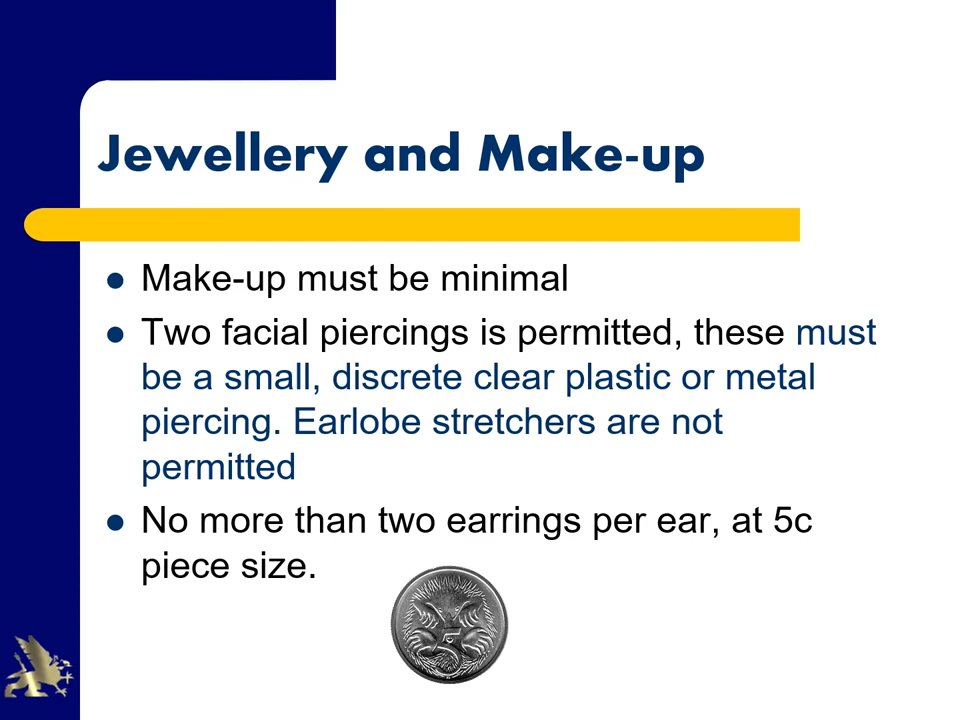 Jewellery and Make-up
Make-up must be minimal
Two facial piercings is permitted, these must
be a small, discrete clear plastic or metal
piercing. Earlobe stretchers are not
permitted
No more than two earrings per ear, at 5c
piece size.
5